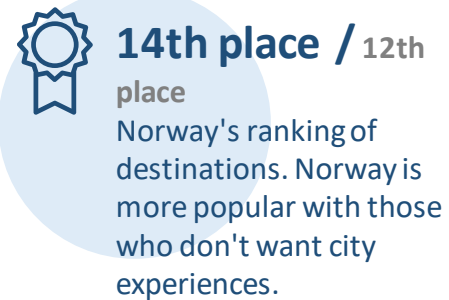 14th place / 12th
place
Norway's ranking of
destinations. Norway is
more popular with those
who don't want city
experiences.